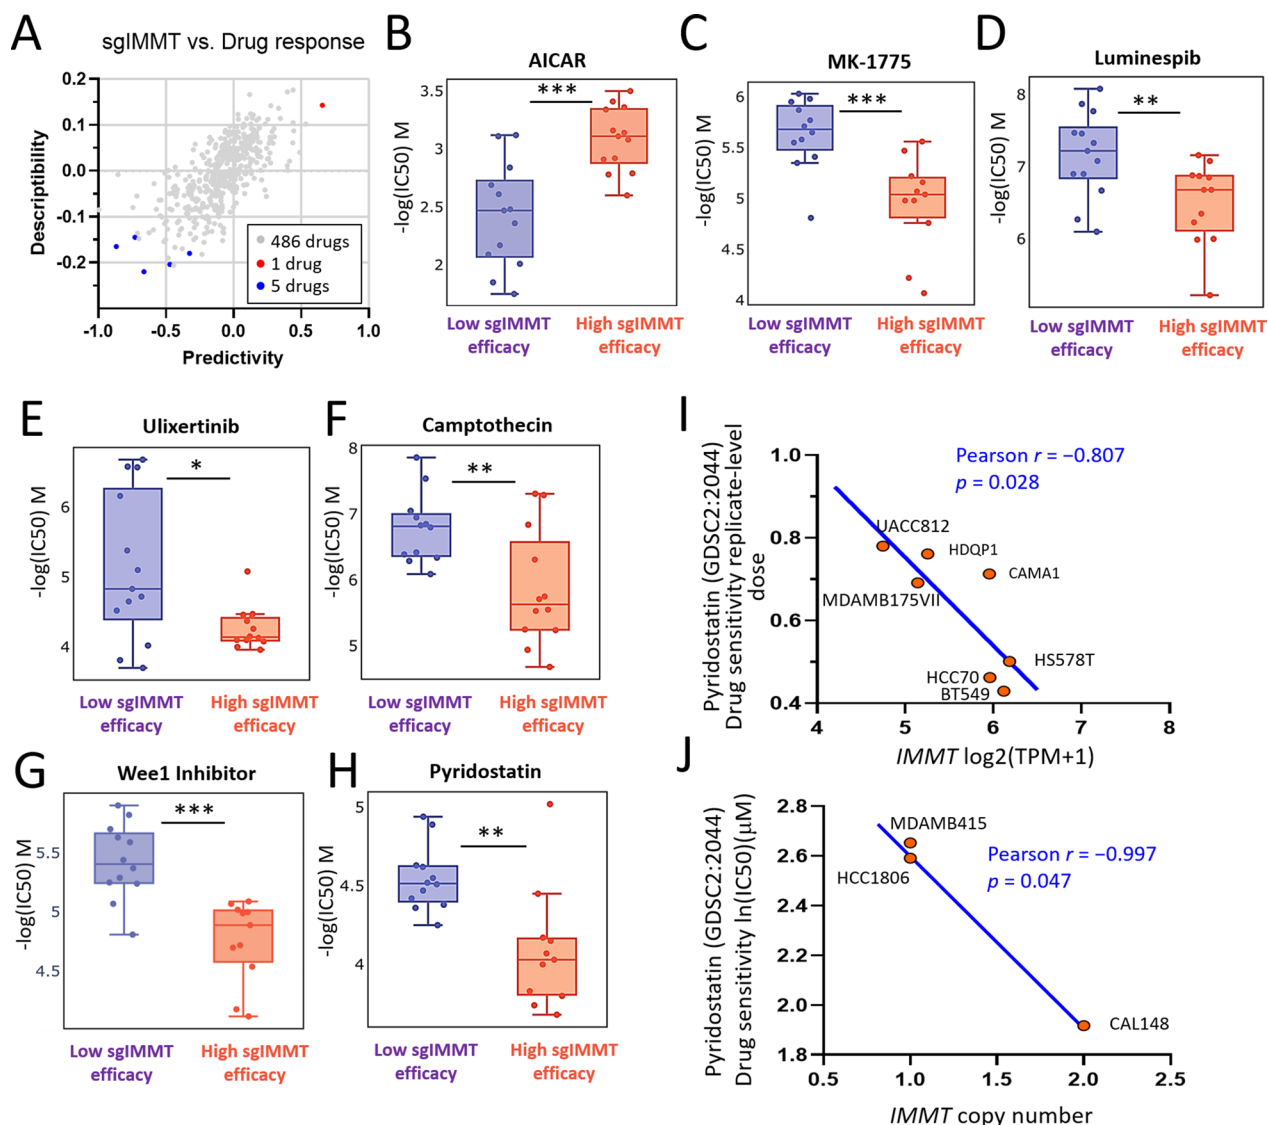 A
sgIMMT vs. Drug response
Descriptibility
0.2
0.1
0.0
-0.1
-0.2
486 drugs
1 drug
5 drugs
-1.0 -0.5 0.0 0.5 1.0
Predictivity
B
AICAR
***
-log(IC50) M
3.5
3
2.5
2
Low sgIMMT efficacy
High sgIMMT efficacy
C
MK-1775
***
-log(IC50) M
6
5.5
5
4.5
4
Low sgIMMT efficacy
High sgIMMT efficacy
D
Luminespib
**
-log(IC50) M
8
7
6
Low sgIMMT efficacy
High sgIMMT efficacy
E
Ulixertinib
*
-log(IC50) M
6
5
4
Low sgIMMT efficacy
High sgIMMT efficacy
F
Camptothecin
**
-log(IC50) M
8
7
6
5
Low sgIMMT efficacy
High sgIMMT efficacy
G
Wee1 Inhibitor
***
-log(IC50) M
5.5
5
4.5
Low sgIMMT efficacy
High sgIMMT efficacy
H
Pyridostatin
**
-log(IC50) M
5
4.5
4
Low sgIMMT efficacy
High sgIMMT efficacy
I
Pyridostatin (GDSC2:2044)
Drug sensitivity replicate-level
dose
1.0
0.8
0.6
0.4
Pearson r = −0.807
p = 0.028
UACC812
HDQP1
CAMA1
MDAMB175VII
HS578T
HCC70
BT549
4 5 6 7 8
IMMT log2(TPM+1)
J
Pyridostatin (GDSC2:2044)
Drug sensitivity ln(IC50)(μM)
2.8
2.6
2.4
2.2
2.0
1.8
MDAMB415
HCC1806
Pearson r = −0.997
p = 0.047
CAL148
0.5 1.0 1.5 2.0 2.5
IMMT copy number